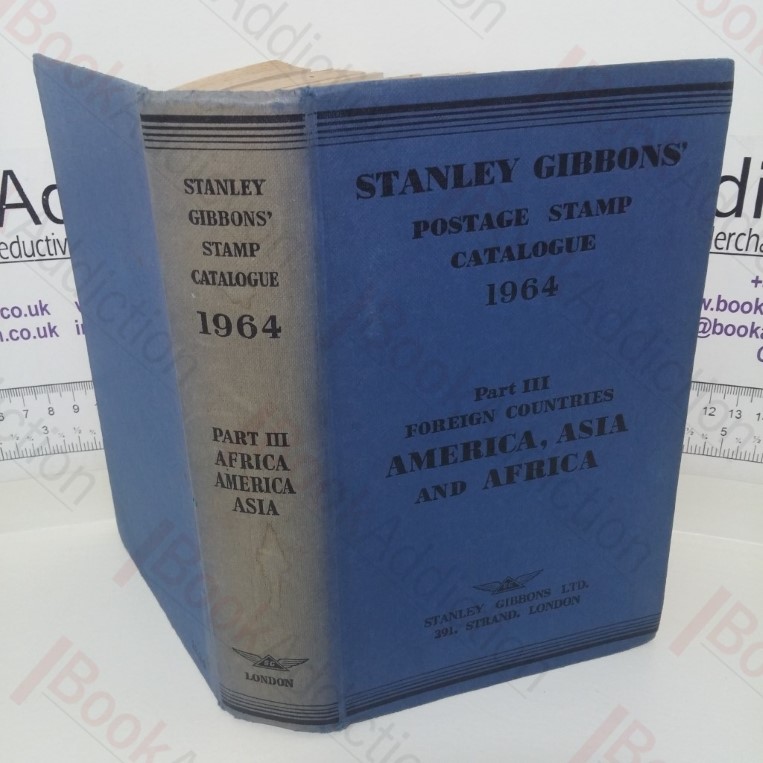 STANLEY
GIBBONS'
STAMP
CATALOGUE
1964
PART III
AFRICA
AMERICA
ASIA
LONDON
STANLEY GIBBONS'
POSTAGE STAMP
CATALOGUE
1964
Part III
FOREIGN COUNTRIES
AMERICA, ASIA
AND AFRICA
STANLEY GIBBONS LTD.
391, STRAND, LONDON
BookAddiction